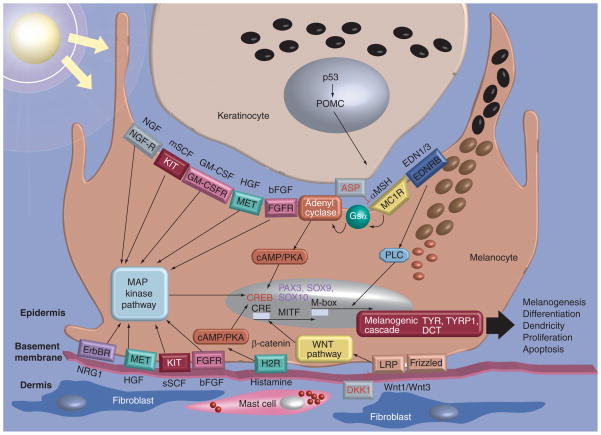 p53
POMC
Keratinocyte
NGF
NGF-R
mSCF
KIT
GM-CSF
GM-CSFR
HGF
MET
bFGF
FGFR
Adenyl
cyclase
ASP
Gsα
αMSH
MC1R
EDN1/3
EDNRB
PLC
cAMP/PKA
Melanocyte
MAP
kinase
pathway
PAX3, SOX9,
SOX10
CREB
CRE
MITF
M-box
Melanogenic
cascade
TYR, TYRP1,
DCT
Melanogenesis
Differentiation
Dendricity
Proliferation
Apoptosis
Epidermis
Basement
membrane
Dermis
cAMP/PKA
β-catenin
WNT
pathway
ErbBR
NRG1
MET
HGF
KIT
sSCF
FGFR
bFGF
H2R
Histamine
LRP
Frizzled
DKK1
Wnt1/Wnt3
Fibroblast
Mast cell
Fibroblast